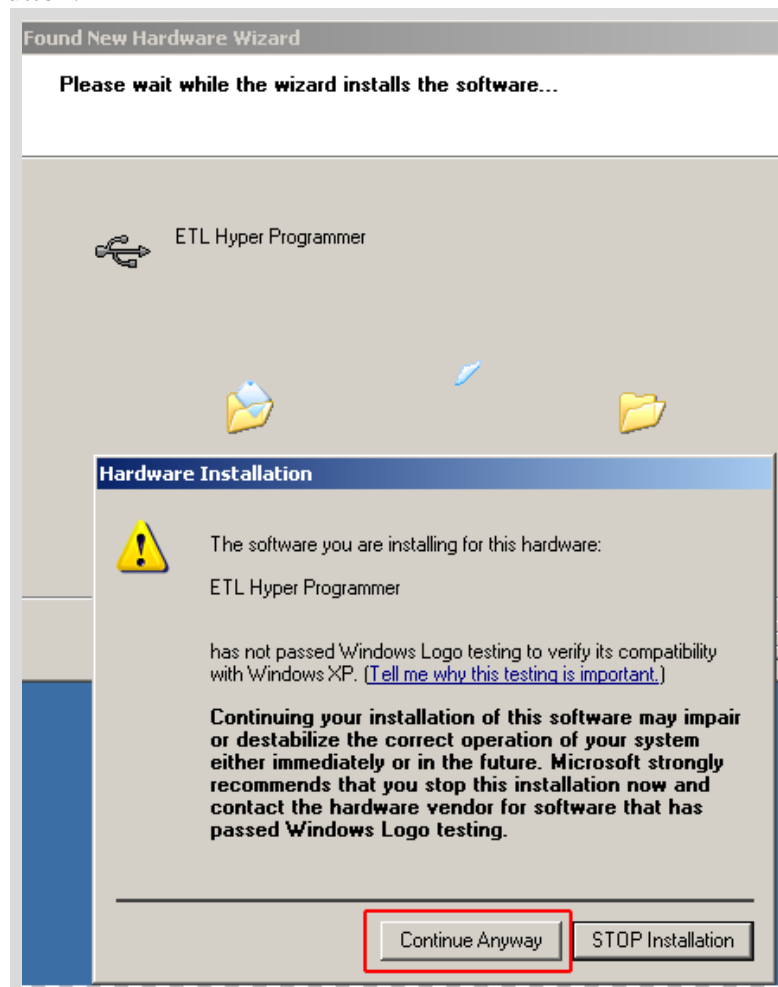 Found New Hardware Wizard
Please wait while the wizard installs the software...
ETL Hyper Programmer
Hardware Installation
The software you are installing for this hardware:
ETL Hyper Programmer
has not passed Windows Logo testing to verify its compatibility
with Windows XP. (Tell me why this testing is important.)
Continuing your installation of this software may impair
or destabilize the correct operation of your system
either immediately or in the future. Microsoft strongly
recommends that you stop this installation now and
contact the hardware vendor for software that has
passed Windows Logo testing.
Continue Anyway
STOP Installation